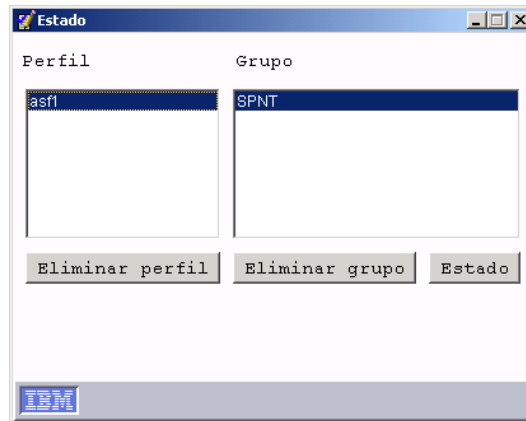 Estado
Perfil Grupo
asf1 SPNT
Eliminar perfil Eliminar grupo Estado
IBM